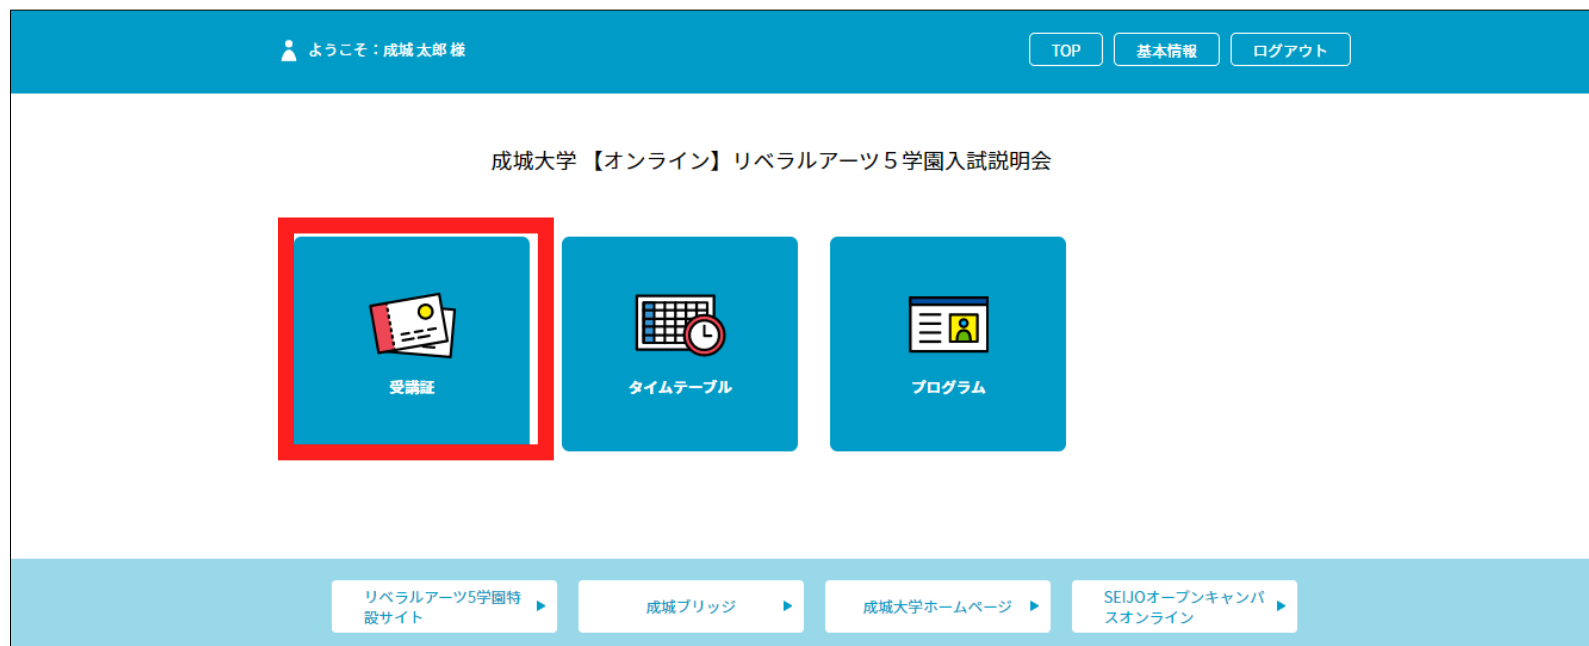 ようこそ：成城 太郎 様
TOP
基本情報
ログアウト
成城大学 【オンライン】リベラルアーツ５学園入試説明会
受講証
タイムテーブル
プログラム
リベラルアーツ5学園特
設サイト
成城ブリッジ
成城大学ホームページ
SEIJOオープンキャンパ
スオンライン